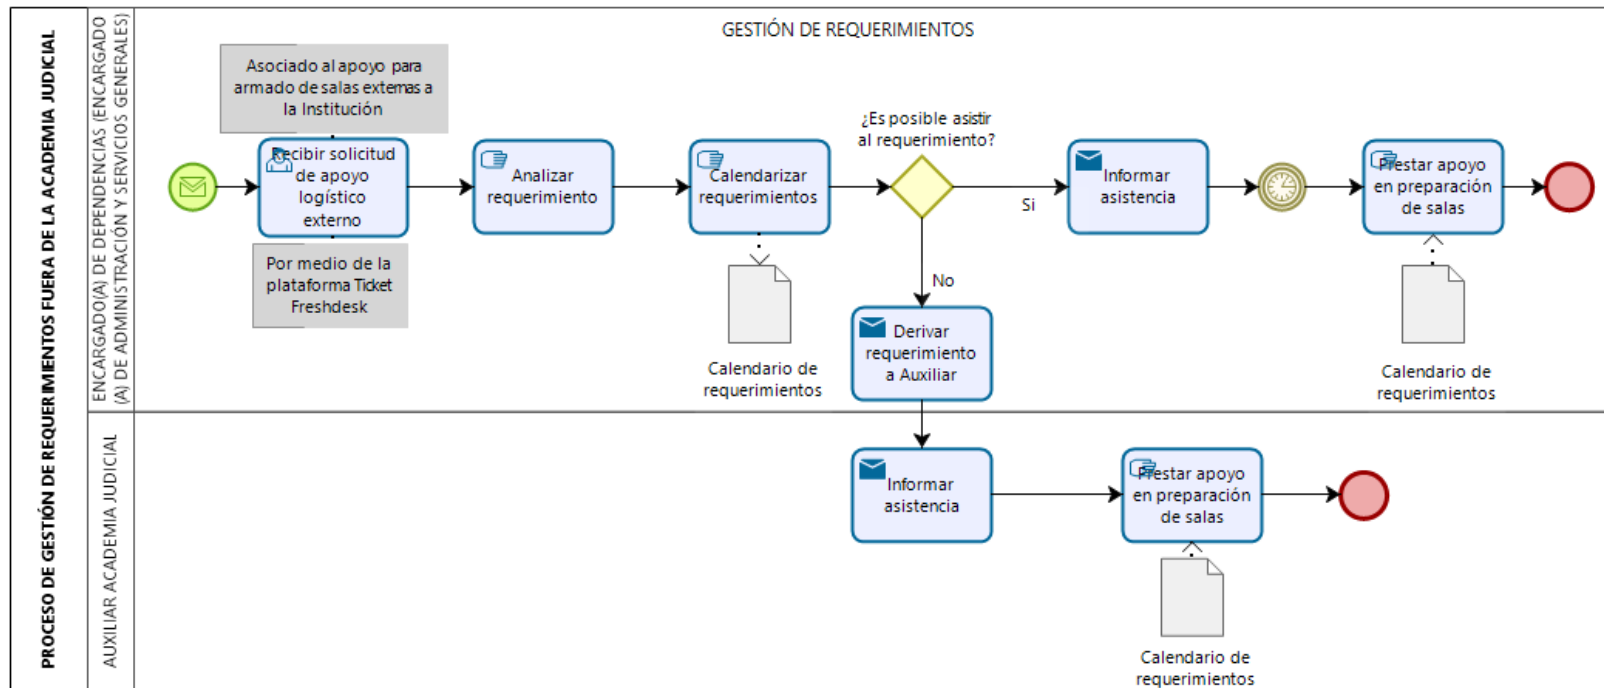 PROCESO DE GESTIÓN DE REQUERIMIENTOS FUERA DE LA ACADEMIA JUDICIAL
ENCARGADO(A) DE DEPENDENCIAS (ENCARGADO
(A) DE ADMINISTRACIÓN Y SERVICIOS GENERALES)
GESTIÓN DE REQUERIMIENTOS
Asociado al apoyo para
armado de salas externas a
la Institución
Recibir solicitud
de apoyo
logístico
externo
Por medio de la
plataforma Ticket
Freshdesk
Analizar
requerimiento
Calendarizar
requerimientos
Calendario de
requerimientos
¿Es posible asistir
al requerimiento?
Si
No
Informar
asistencia
Prestar apoyo
en preparación
de salas
Calendario de
requerimientos
Derivar
requerimiento
a Auxiliar
AUXILIAR ACADEMIA JUDICIAL
Informar
asistencia
Prestar apoyo
en preparación
de salas
Calendario de
requerimientos